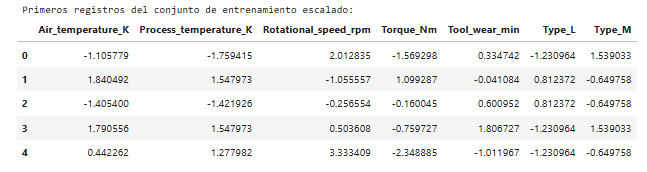 Primeros registros del conjunto de entrenamiento escalado:
Air_temperature_K Process_temperature_K Rotational_speed_rpm Torque_Nm Tool_wear_min Type_L Type_M
0 -1.105779 -1.759415 2.012835 -1.569298 0.334742 -1.230964 1.539033
1 1.840492 1.547973 -1.055557 1.099287 -0.041084 0.812372 -0.649758
2 -1.405400 -1.421926 -0.256554 -0.160045 0.600952 0.812372 -0.649758
3 1.790556 1.547973 0.503608 -0.759727 1.806727 -1.230964 1.539033
4 0.442262 1.277982 3.333409 -2.348885 -1.011967 -1.230964 -0.649758